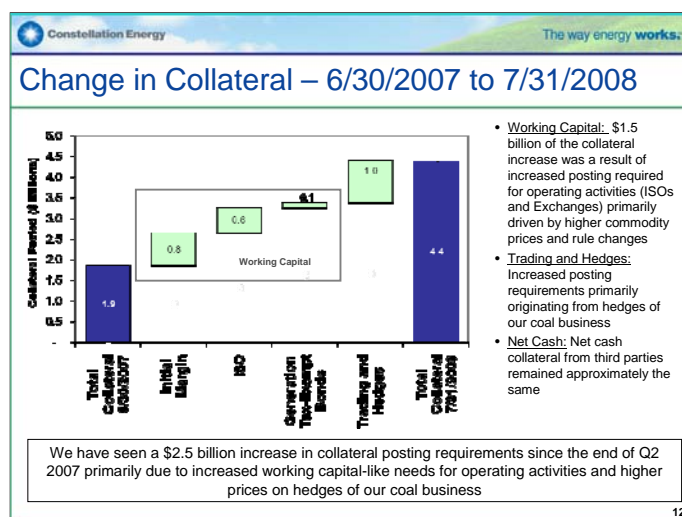 Constellation Energy
The way energy works.
Change in Collateral – 6/30/2007 to 7/31/2008
5.0
4.5
4.0
3.5
3.0
2.5
2.0
1.5
1.0
0.5
-
Collateral Period ($ Billions)
1.9
0.8
0.6
0.1
1.0
4.4
Working Capital
Total
Collateral
6/30/2007
Initial
Margin
ISO
Generation
Tax-Exempt
Bonds
Trading and
Hedges
Total
Collateral
7/31/2008
• Working Capital: $1.5
billion of the collateral
increase was a result of
increased posting required
for operating activities (ISOs
and Exchanges) primarily
driven by higher commodity
prices and rule changes
• Trading and Hedges:
Increased posting
requirements primarily
originating from hedges of
our coal business
• Net Cash: Net cash
collateral from third parties
remained approximately the
same
We have seen a $2.5 billion increase in collateral posting requirements since the end of Q2
2007 primarily due to increased working capital-like needs for operating activities and higher
prices on hedges of our coal business
12